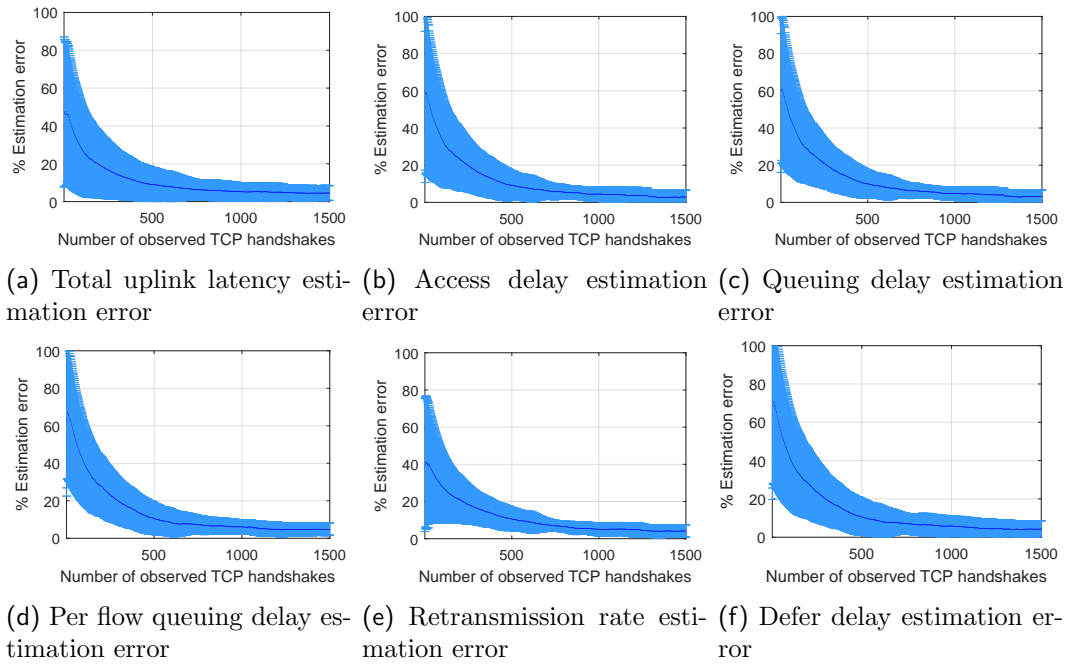 100
80
60
40
20
0
% Estimation error
500
1000
1500
Number of observed TCP handshakes
(a) Total uplink latency esti-
mation error
100
80
60
40
20
0
% Estimation error
500
1000
1500
Number of observed TCP handshakes
(b) Access delay estimation
error
100
80
60
40
20
0
% Estimation error
500
1000
1500
Number of observed TCP handshakes
(c) Queuing delay estimation
error
100
80
60
40
20
0
% Estimation error
500
1000
1500
Number of observed TCP handshakes
(d) Per flow queuing delay es-
timation error
100
80
60
40
20
0
% Estimation error
500
1000
1500
Number of observed TCP handshakes
(e) Retransmission rate esti-
mation error
100
80
60
40
20
0
% Estimation error
500
1000
1500
Number of observed TCP handshakes
(f) Defer delay estimation er-
ror